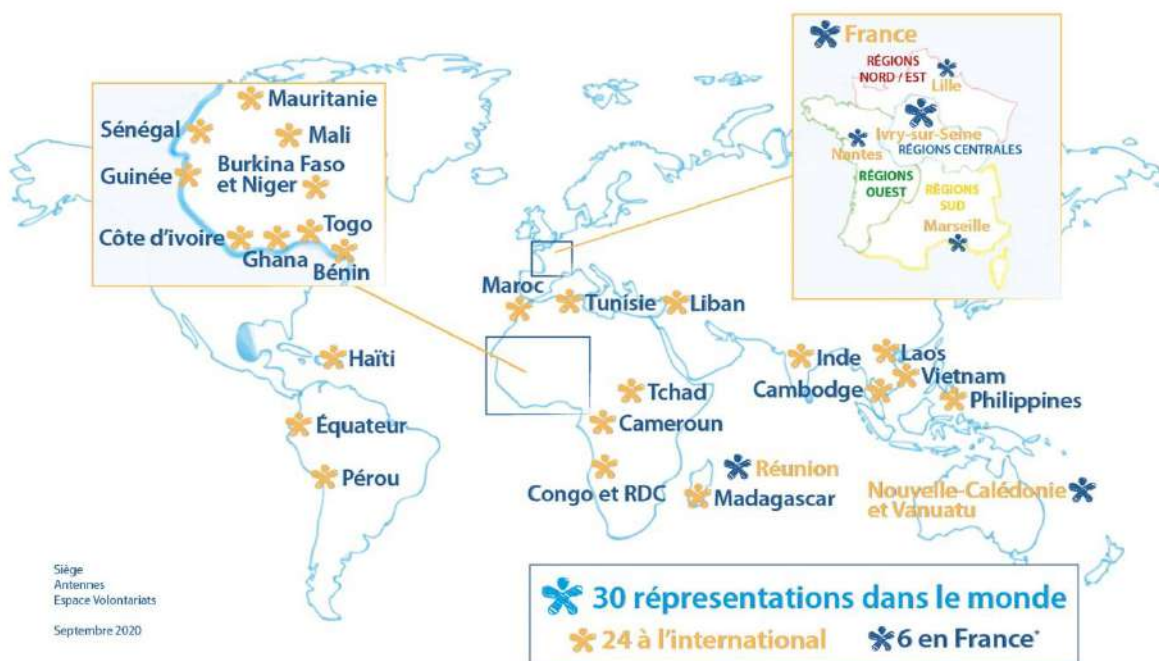 France
RÉGIONS
NORD / EST
Lille
Ivry-sur-Seine
RÉGIONS CENTRALES
Nantes
RÉGIONS
OUEST
RÉGIONS
SUD
Marseille
Mauritanie
Sénégal
Mali
Guinée
Burkina Faso
et Niger
Côte d'ivoire
Togo
Ghana
Bénin
Maroc
Tunisie
Liban
Haïti
Inde
Laos
Vietnam
Cambodge
Philippines
Tchad
Cameroun
Équateur
Pérou
Congo et RDC
Réunion
Madagascar
Nouvelle-Calédonie
et Vanuatu
Siège
Antennes
Espace Volontariats
Septembre 2020
30 répresentations dans le monde
24 à l'international
6 en France*